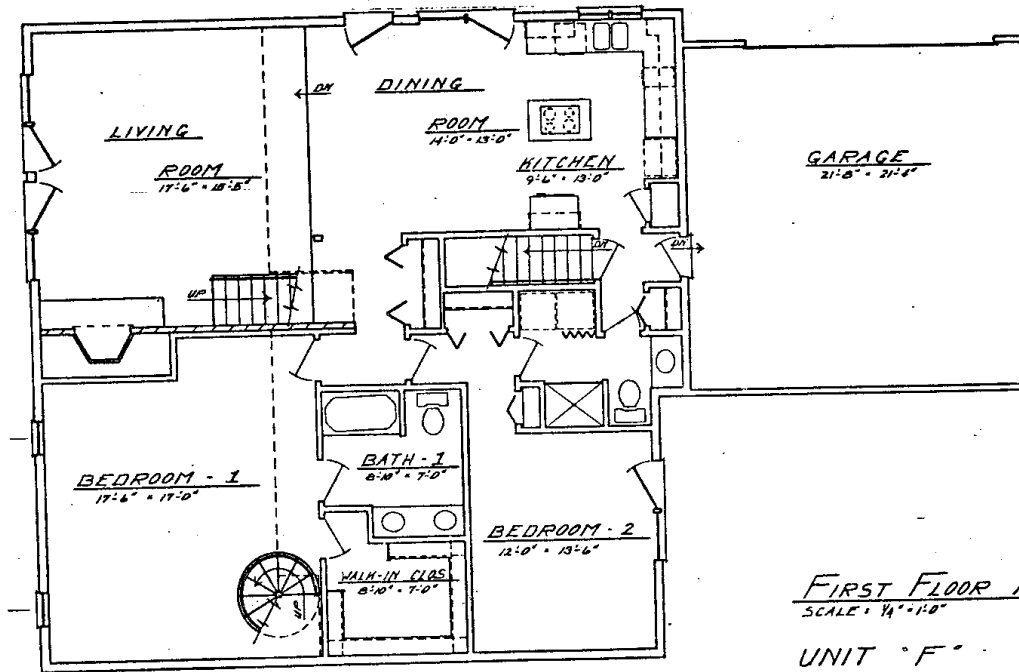 DN
DINING
LIVING
ROOM
14'-0" × 13'-0"
ROOM
17'-6" × 18'-8"
KITCHEN
9'-6" × 13'-0"
GARAGE
21'-8" × 21'-4"
DN
DN
UP
BEDROOM - 1
17'-6" × 17'-0"
BATH - 1
8'-10" × 7'-0"
BEDROOM - 2
12'-0" × 13'-6"
WALK-IN CLOS
8'-10" × 7'-0"
UP
FIRST FLOOR
SCALE: 1/4" = 1'-0"
UNIT "F"